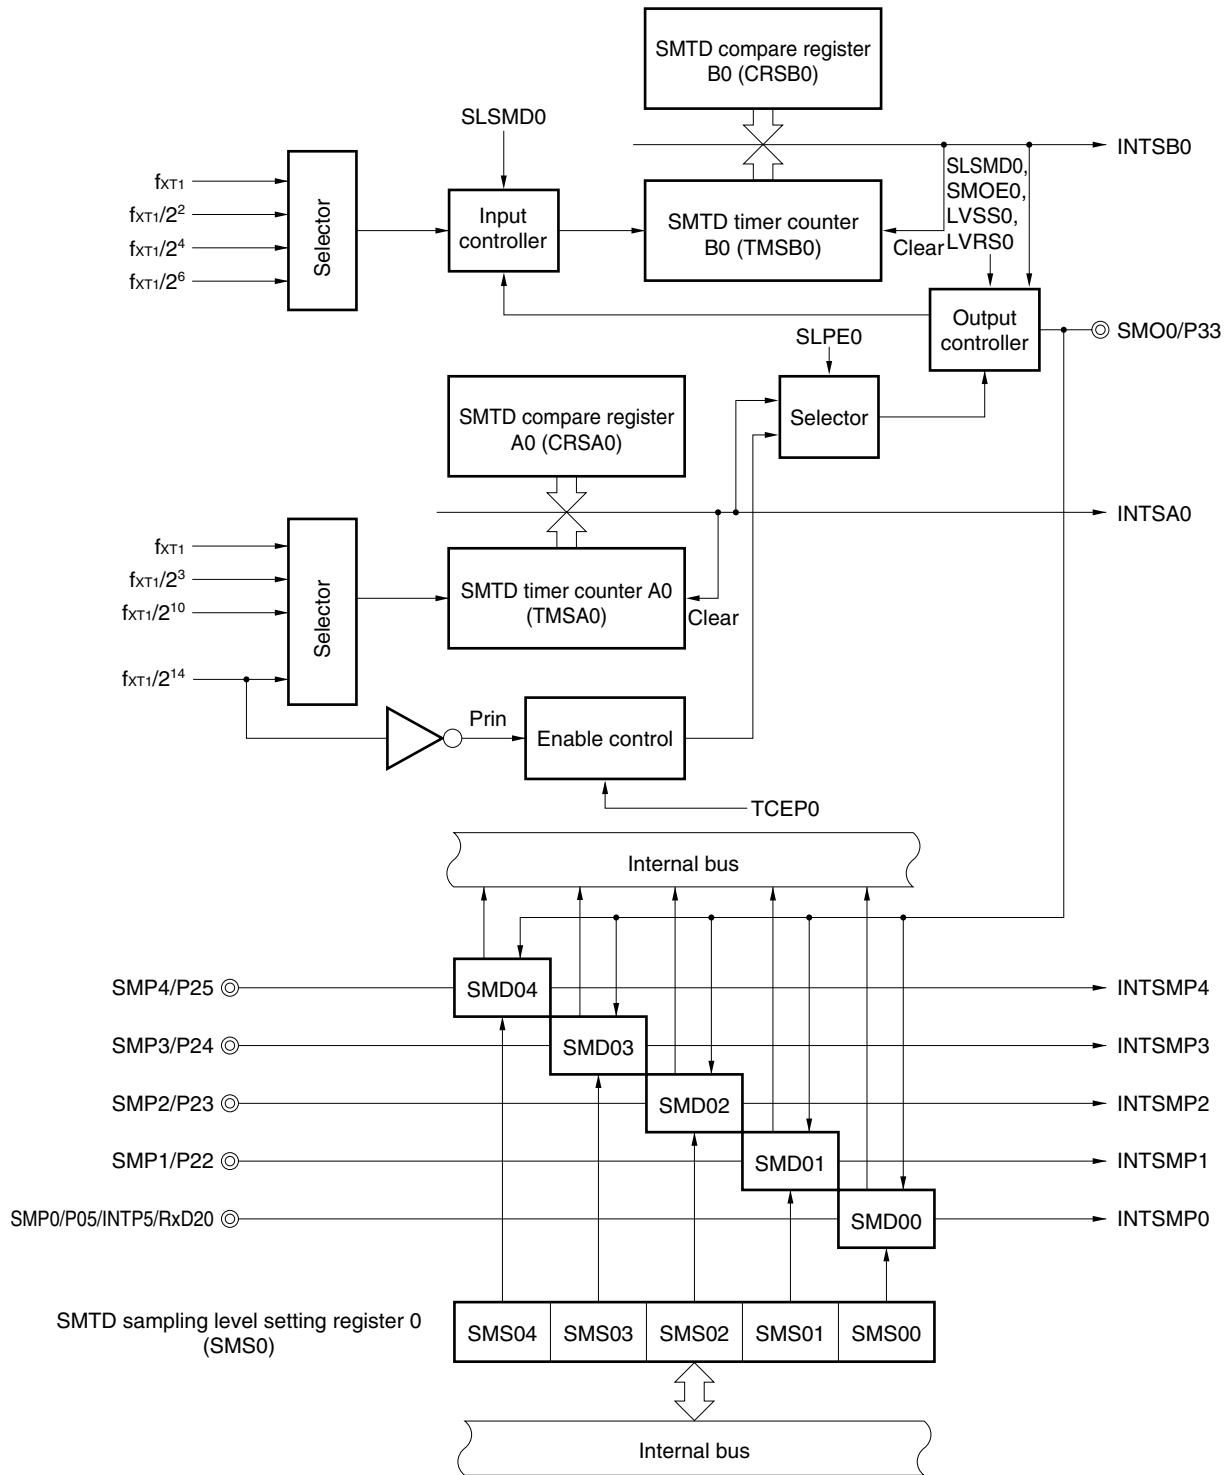 SMTD compare register
B0 (CRSB0)
SLSMD0
INTSB0
fXT1
fXT1/2²
fXT1/2⁴
fXT1/2⁶
Selector
Input
controller
SMTD timer counter
B0 (TMSB0)
Clear
SLSMD0,
SMOE0,
LVSS0,
LVRS0
Output
controller
SMO0/P33
SLPE0
Selector
SMTD compare register
A0 (CRSA0)
INTSA0
fXT1
fXT1/2³
fXT1/2¹⁰
fXT1/2¹⁴
Selector
SMTD timer counter A0
(TMSA0)
Clear
Prin
Enable control
TCEP0
Internal bus
SMP4/P25
SMD04
INTSMP4
SMP3/P24
SMD03
INTSMP3
SMP2/P23
SMD02
INTSMP2
SMP1/P22
SMD01
INTSMP1
SMP0/P05/INTP5/RxD20
SMD00
INTSMP0
SMTD sampling level setting register 0
(SMS0)
SMS04 SMS03 SMS02 SMS01 SMS00
Internal bus